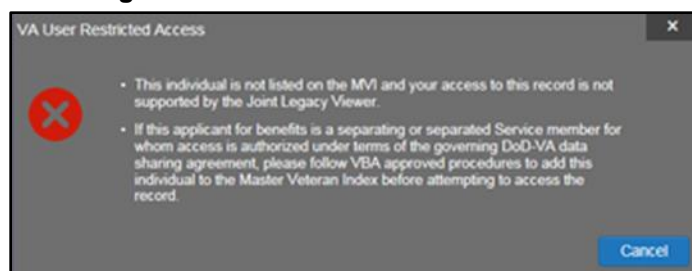 VA User Restricted Access
• This individual is not listed on the MVI and your access to this record is not
supported by the Joint Legacy Viewer.
• If this applicant for benefits is a separating or separated Service member for
whom access is authorized under terms of the governing DoD-VA data
sharing agreement, please follow VBA approved procedures to add this
individual to the Master Veteran Index before attempting to access the
record.
Cancel